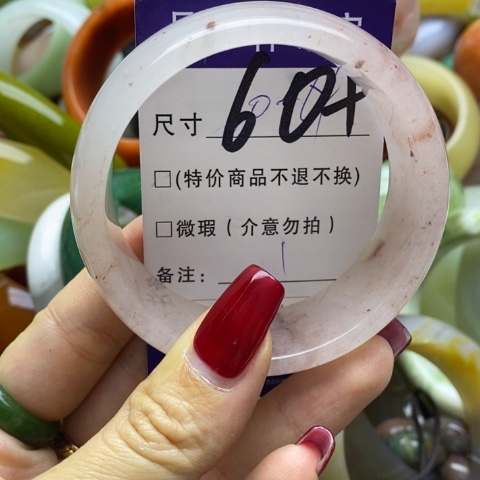 尺寸 60+
□(特价商品不退不换)
□微瑕(介意勿拍)
备注: